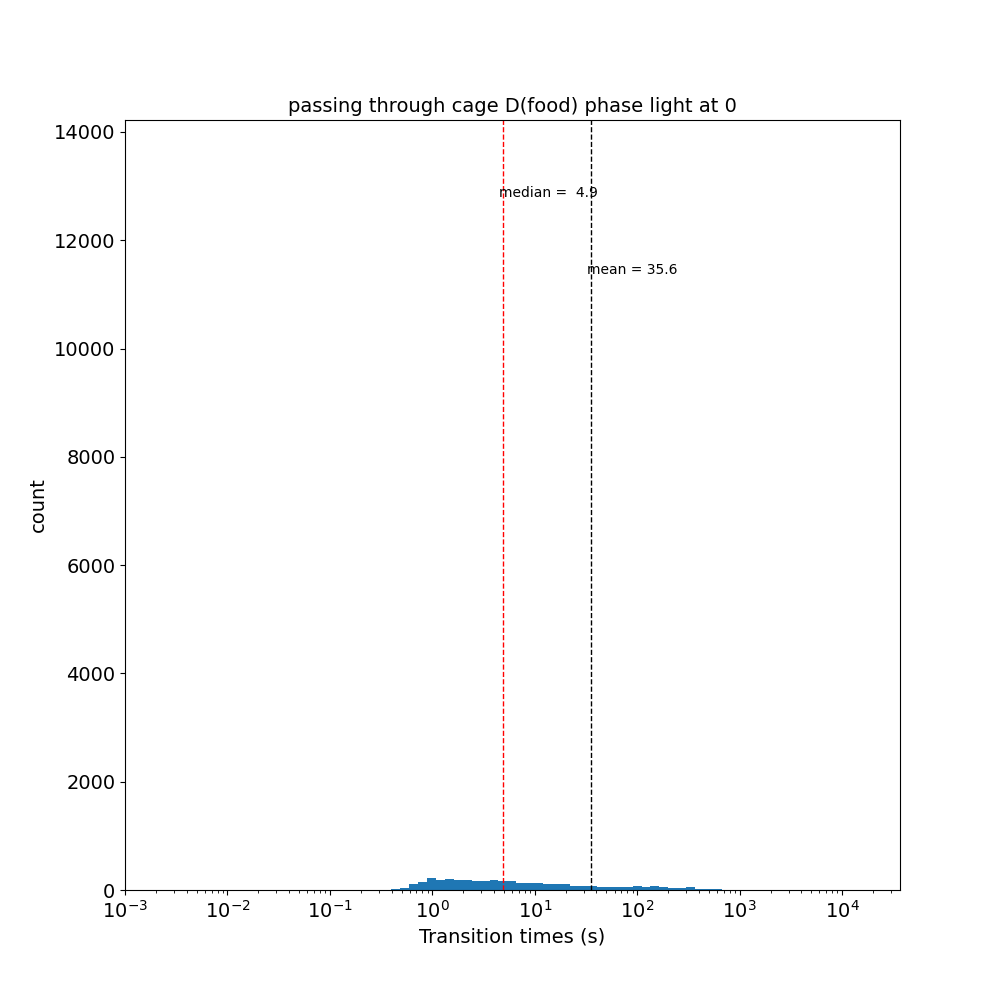 passing through cage D(food) phase light at 0
14000
12000
10000
8000
6000
4000
2000
0
count
median =  4.9
mean = 35.6
10⁻³ 10⁻² 10⁻¹ 10⁰ 10¹ 10² 10³ 10⁴
Transition times (s)